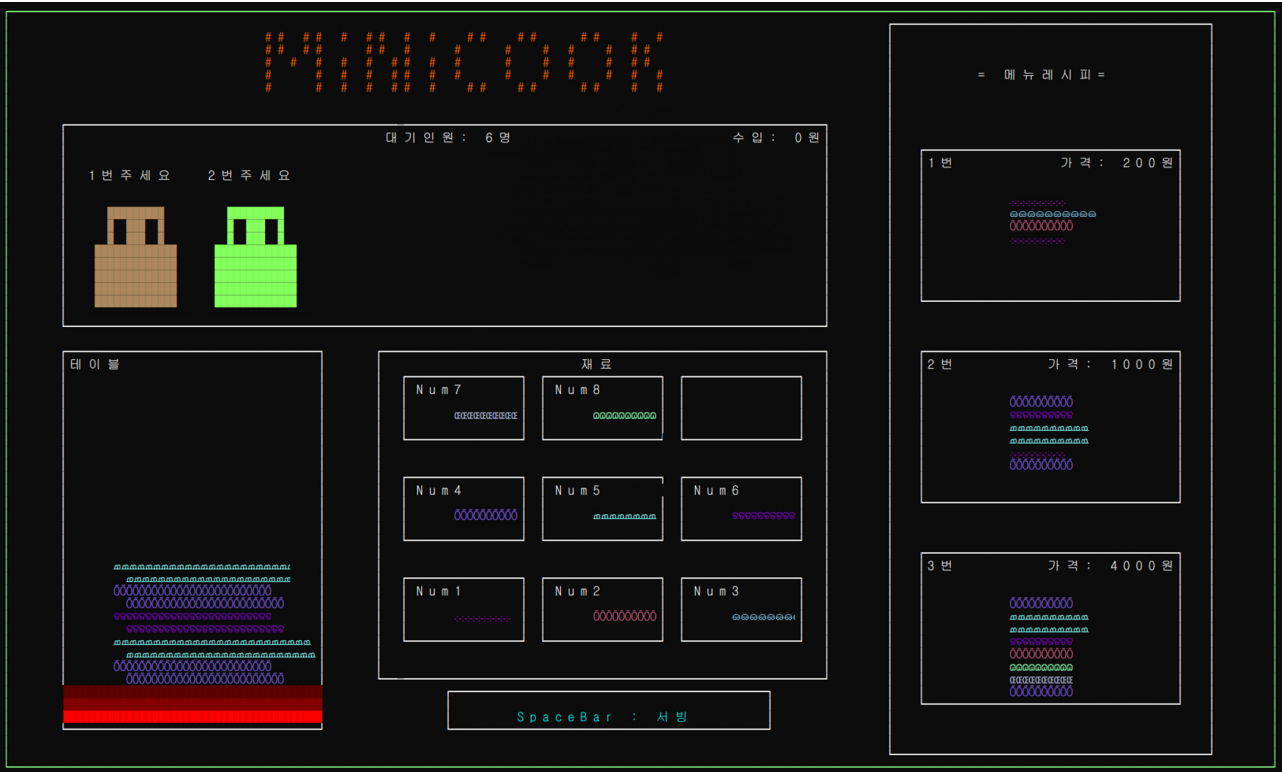 MINICOOK
대기인원: 6명 수입: 0원
1번주세요 2번주세요
테이블
재료
Num7 Num8
Num4 Num5 Num6
Num1 Num2 Num3
SpaceBar : 서빙
= 메뉴레시피=
1번 가격: 200원
2번 가격: 1000원
3번 가격: 4000원